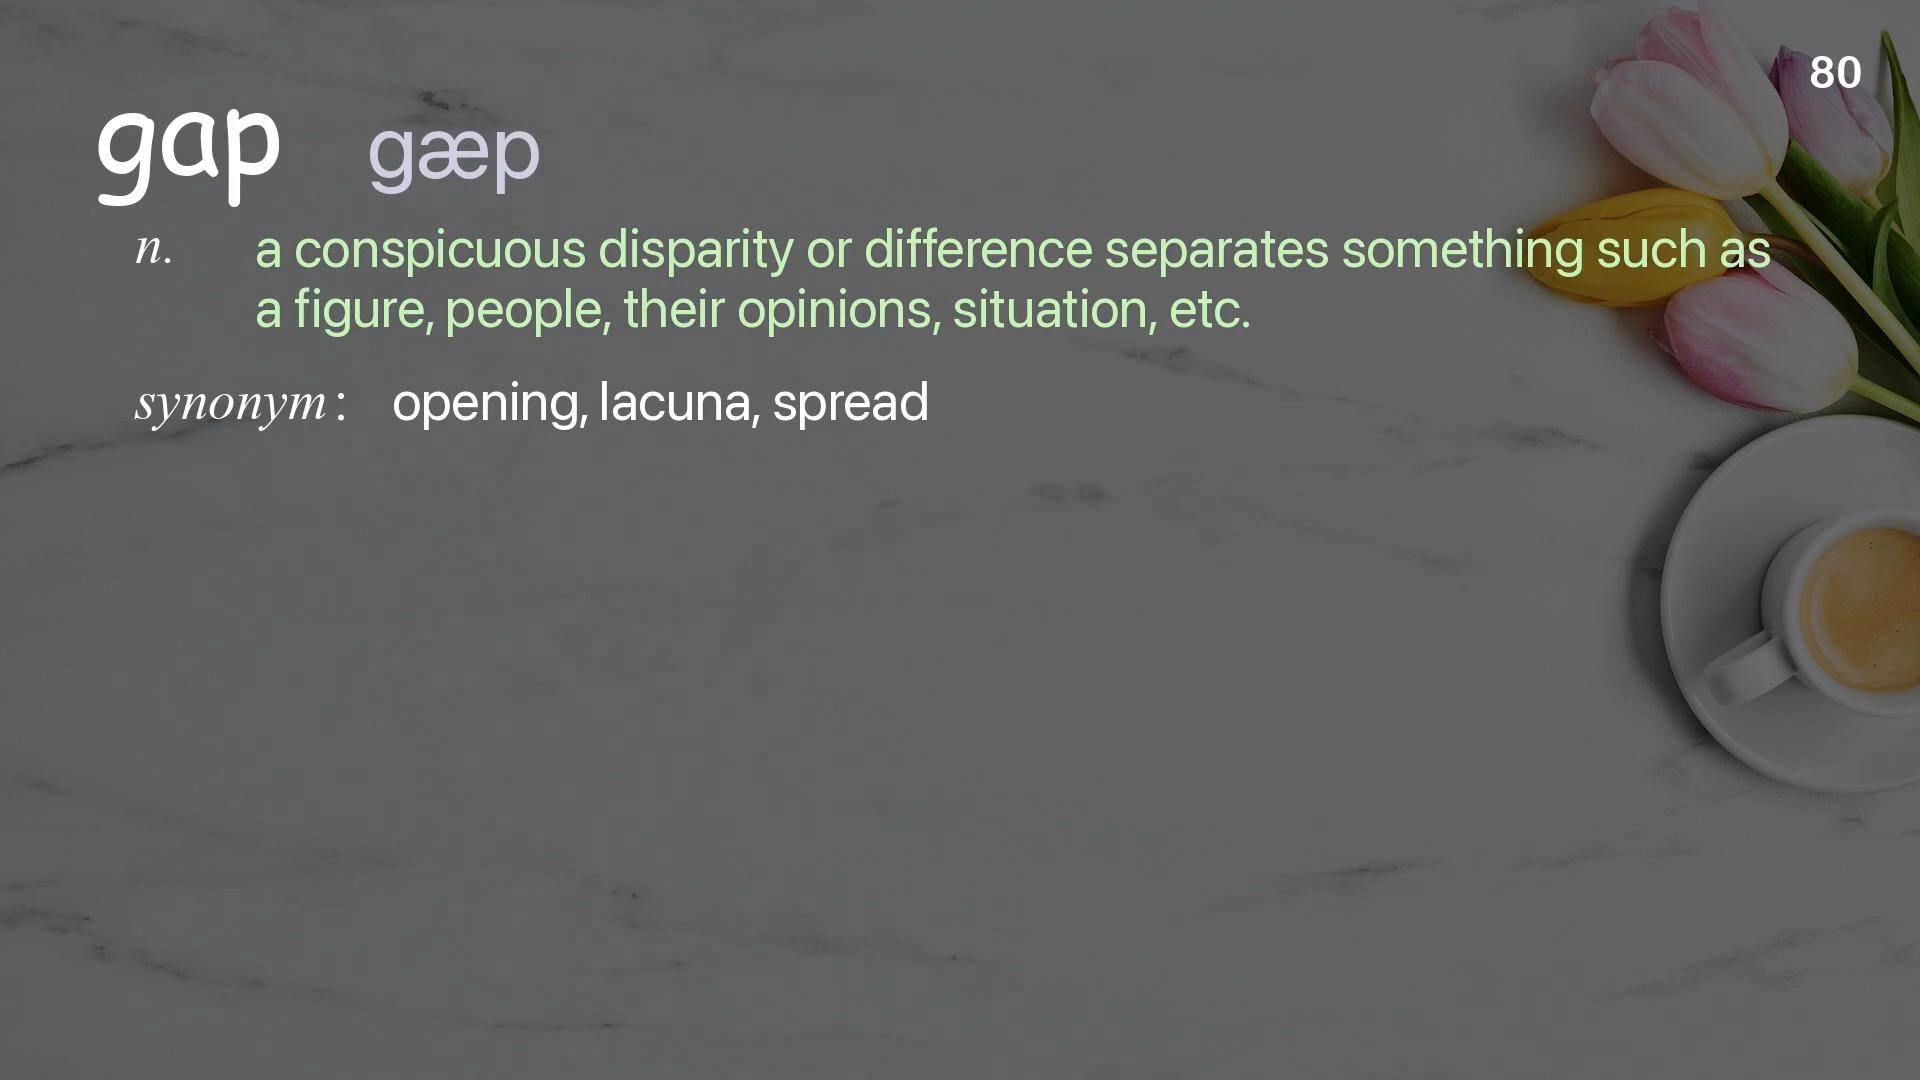 80
gap gæp
n. a conspicuous disparity or difference separates something such as
a figure, people, their opinions, situation, etc.
synonym: opening, lacuna, spread